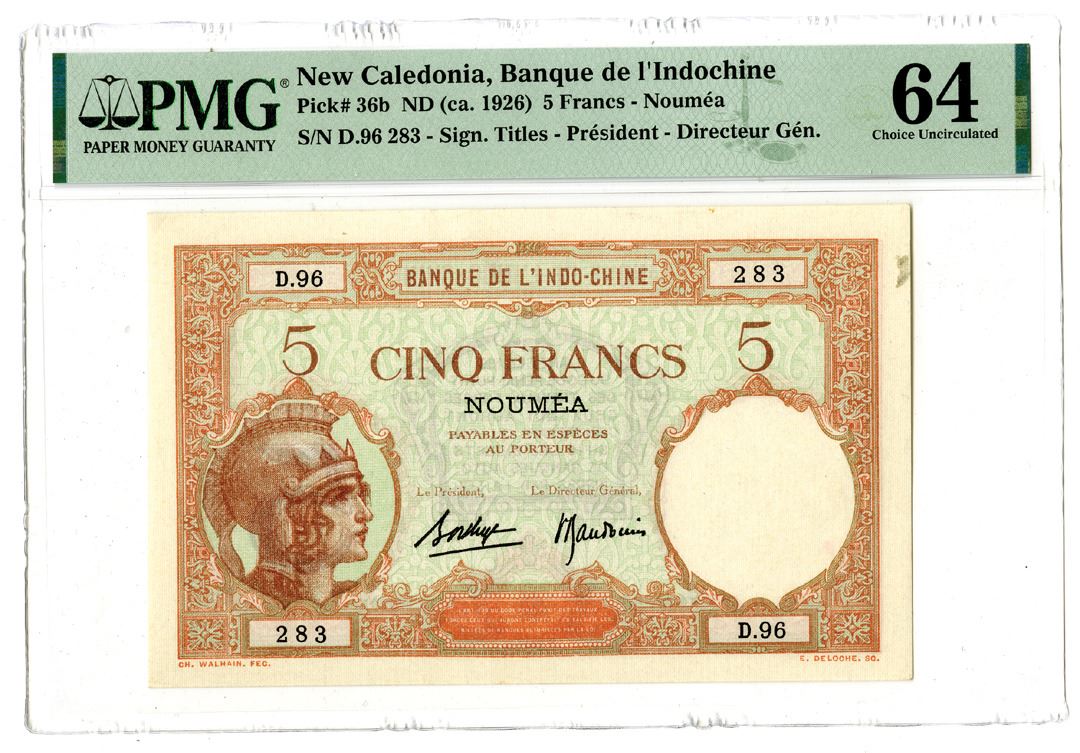 PMG®
PAPER MONEY GUARANTY
New Caledonia, Banque de l'Indochine
Pick# 36b ND (ca. 1926) 5 Francs - Nouméa
S/N D.96 283 - Sign. Titles - Président - Directeur Gén.
64
Choice Uncirculated
D.96
BANQUE DE L'INDO-CHINE
283
5
CINQ FRANCS
5
NOUMÉA
PAYABLES EN ESPÈCES
AU PORTEUR
Le Président,
Le Directeur Général,
283
D.96
CH. WALHAIN. FEC.
E. DELOCHE. SC.